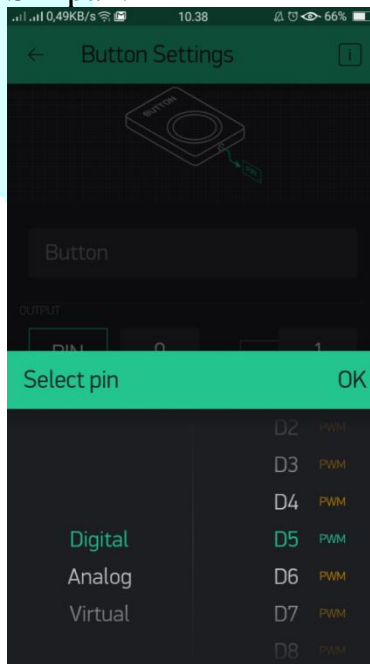 0,49KB/s 10.38 66%
Button Settings
BUTTON
PIN
Button
OUTPUT
PIN 0 1
Select pin OK
D2 PWM
D3 PWM
D4 PWM
Digital D5 PWM
Analog D6 PWM
Virtual D7 PWM
D8 PWM